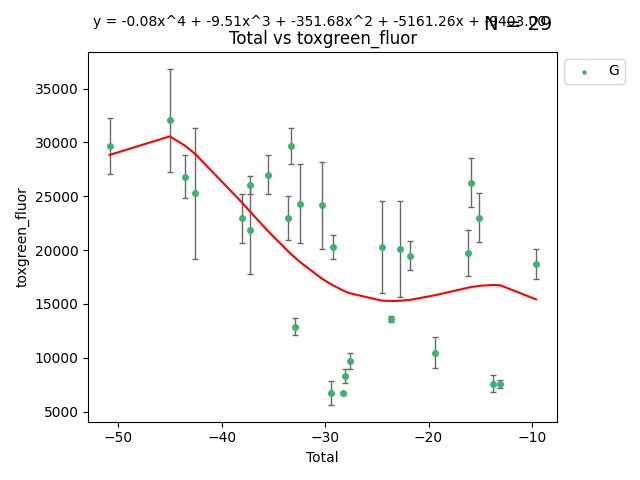 y = -0.08x^4 + -9.51x^3 + -351.68x^2 + -5161.26x +
N = 29
Total vs toxgreen_fluor
G
35000
30000
25000
20000
15000
10000
5000
toxgreen_fluor
−50
−40
−30
−20
−10
Total